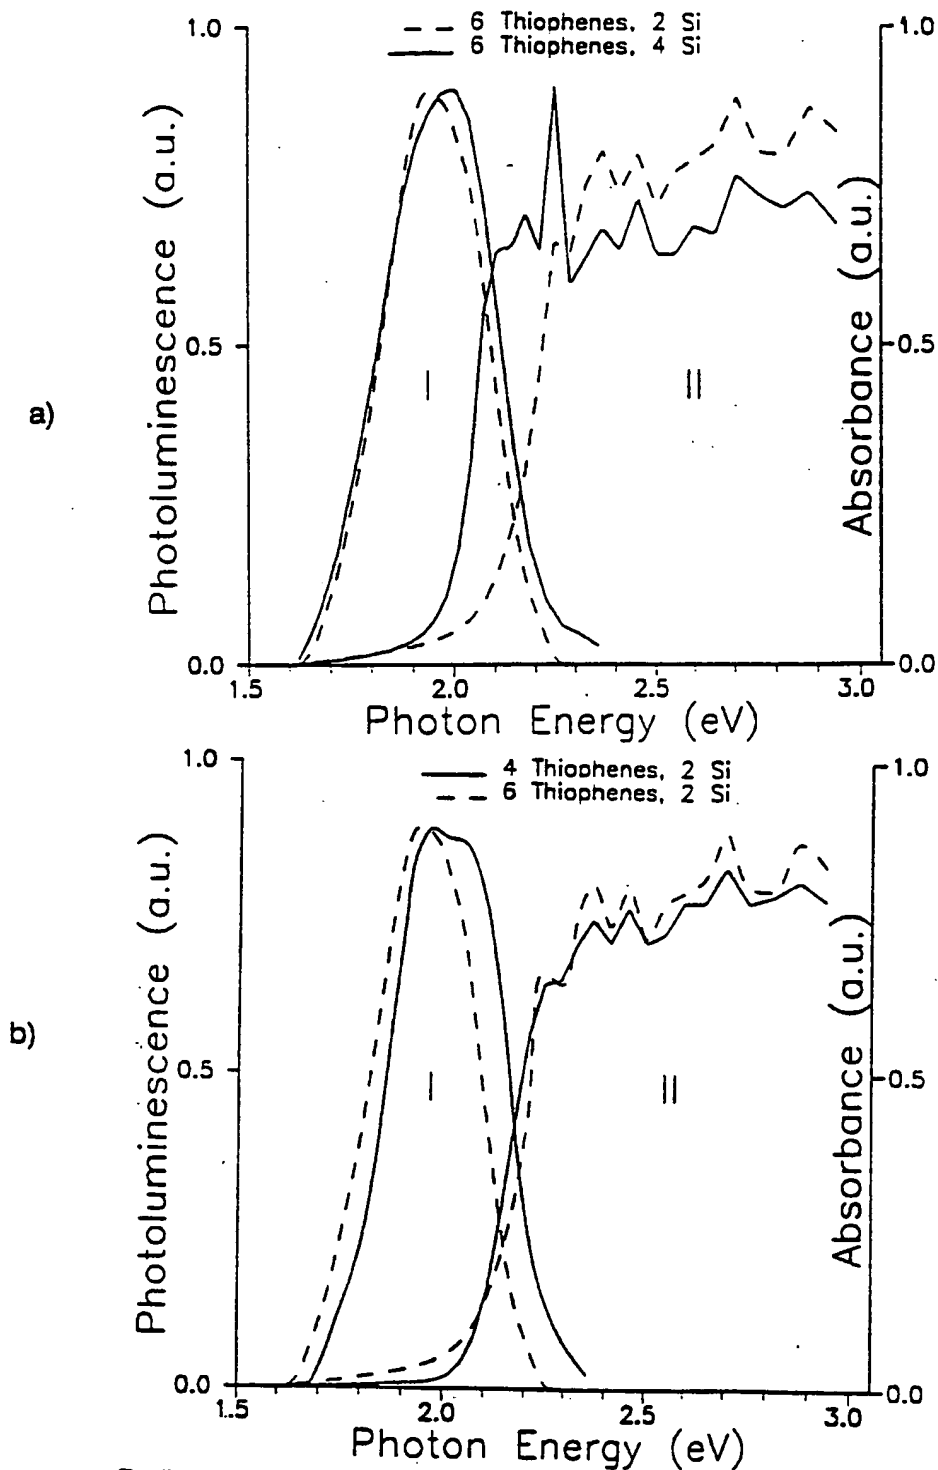 6 Thiophenes, 2 Si
6 Thiophenes, 4 Si
1.0
1.0
Photoluminescence (a.u.)
Absorbance (a.u.)
0.5
0.5
I
II
a)
0.0
0.0
1.5
2.0
2.5
3.0
Photon Energy (eV)
4 Thiophenes, 2 Si
6 Thiophenes, 2 Si
1.0
1.0
Photoluminescence (a.u.)
Absorbance (a.u.)
b)
0.5
0.5
I
II
0.0
0.0
1.5
2.0
2.5
3.0
Photon Energy (eV)